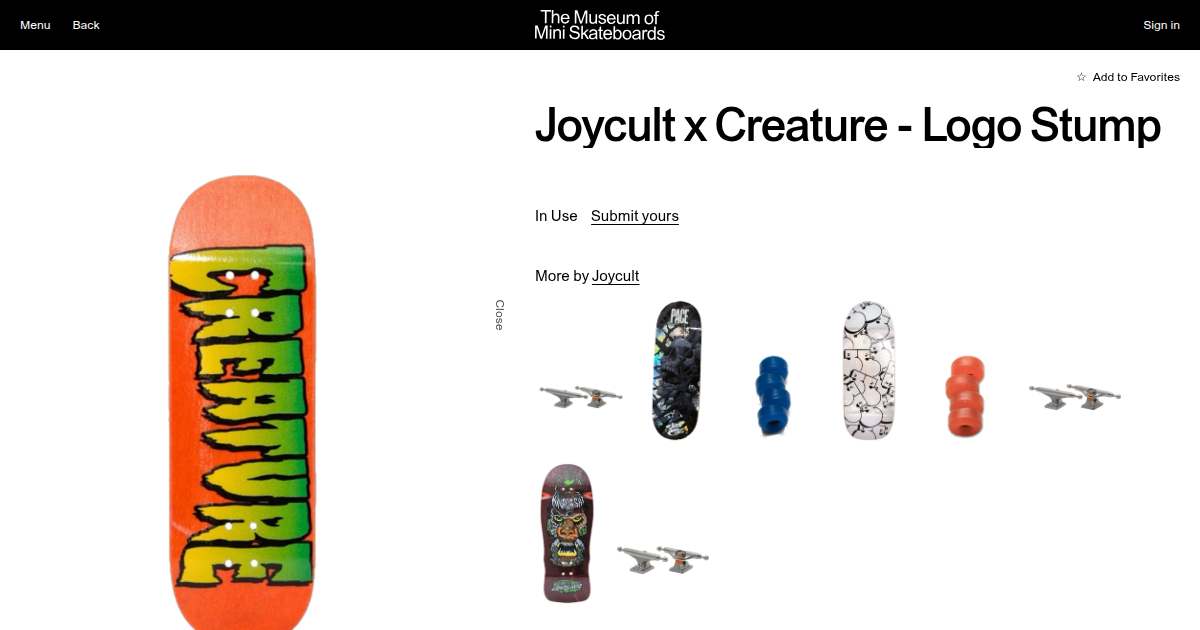 Menu
Back
The Museum of
Mini Skateboards
Sign in
☆ Add to Favorites
Joycult x Creature - Logo Stump
In Use Submit yours
More by Joycult
Close
CREATURE
PACE